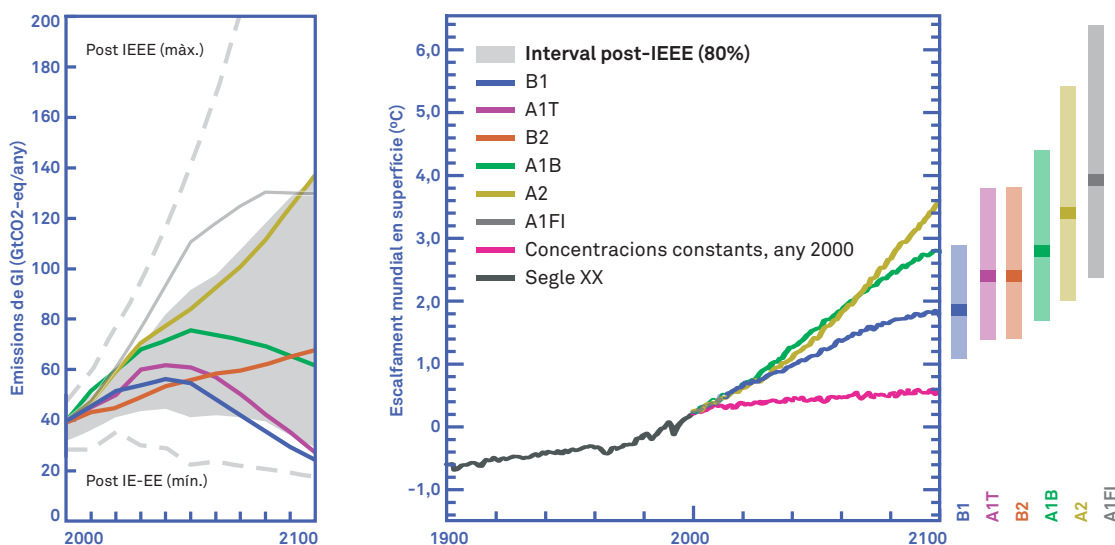 Emissions de GI (GtCO2-eq/any)
200
180
160
140
120
100
80
60
40
20
0
Post IEEE (màx.)
Post IE-EE (mín.)
2000
2100
Escalfament mundial en superfície (ºC)
6,0
5,0
4,0
3,0
2,0
1,0
0
-1,0
Interval post-IEEE (80%)
B1
A1T
B2
A1B
A2
A1FI
Concentracions constants, any 2000
Segle XX
1900
2000
2100
B1
A1T
B2
A1B
A2
A1FI